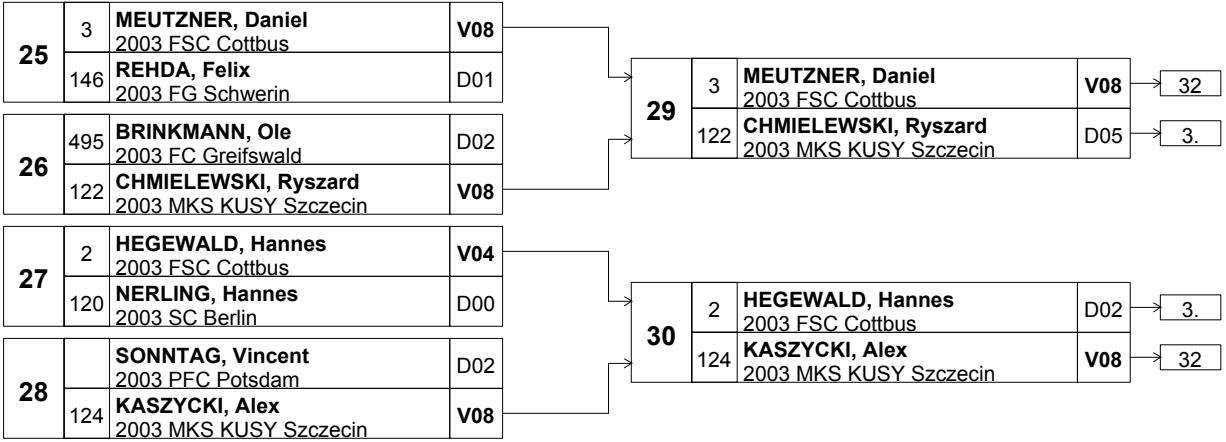 25
3 MEUTZNER, Daniel V08
2003 FSC Cottbus
146 REHDA, Felix D01
2003 FG Schwerin
26
495 BRINKMANN, Ole D02
2003 FC Greifswald
122 CHMIELEWSKI, Ryszard V08
2003 MKS KUSY Szczecin
27
2 HEGEWALD, Hannes V04
2003 FSC Cottbus
120 NERLING, Hannes D00
2003 SC Berlin
28
SONNTAG, Vincent D02
2003 PFC Potsdam
124 KASZYCKI, Alex V08
2003 MKS KUSY Szczecin
29
3 MEUTZNER, Daniel V08 32
2003 FSC Cottbus
122 CHMIELEWSKI, Ryszard D05 3.
2003 MKS KUSY Szczecin
30
2 HEGEWALD, Hannes D02 3.
2003 FSC Cottbus
124 KASZYCKI, Alex V08 32
2003 MKS KUSY Szczecin